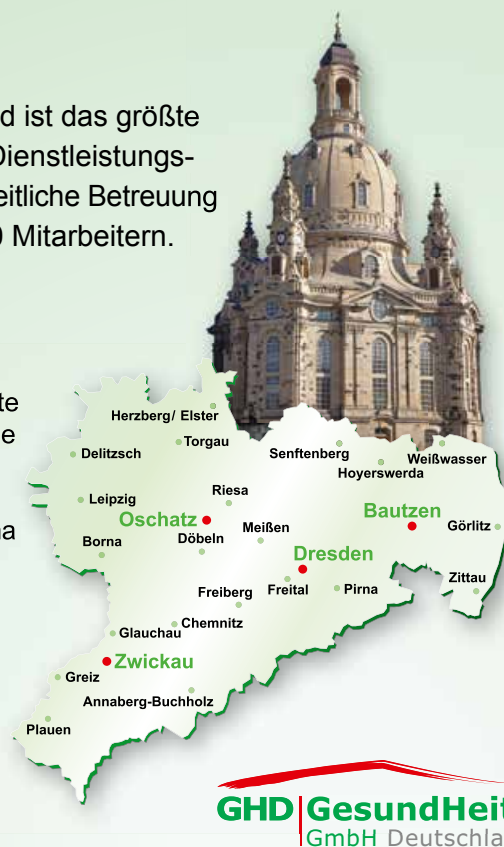 d ist das größte
Dienstleistungs-
eitliche Betreuung
0 Mitarbeitern.
te
e
na
Herzberg/ Elster
Torgau
Delitzsch
Senftenberg
Weißwasser
Hoyerswerda
Leipzig
Riesa
Oschatz
Bautzen
Görlitz
Borna
Döbeln
Meißen
Dresden
Zittau
Freiberg
Freital
Pirna
Glauchau
Chemnitz
Zwickau
Greiz
Annaberg-Buchholz
Plauen
GHD GesundHeit
GmbH Deutschla